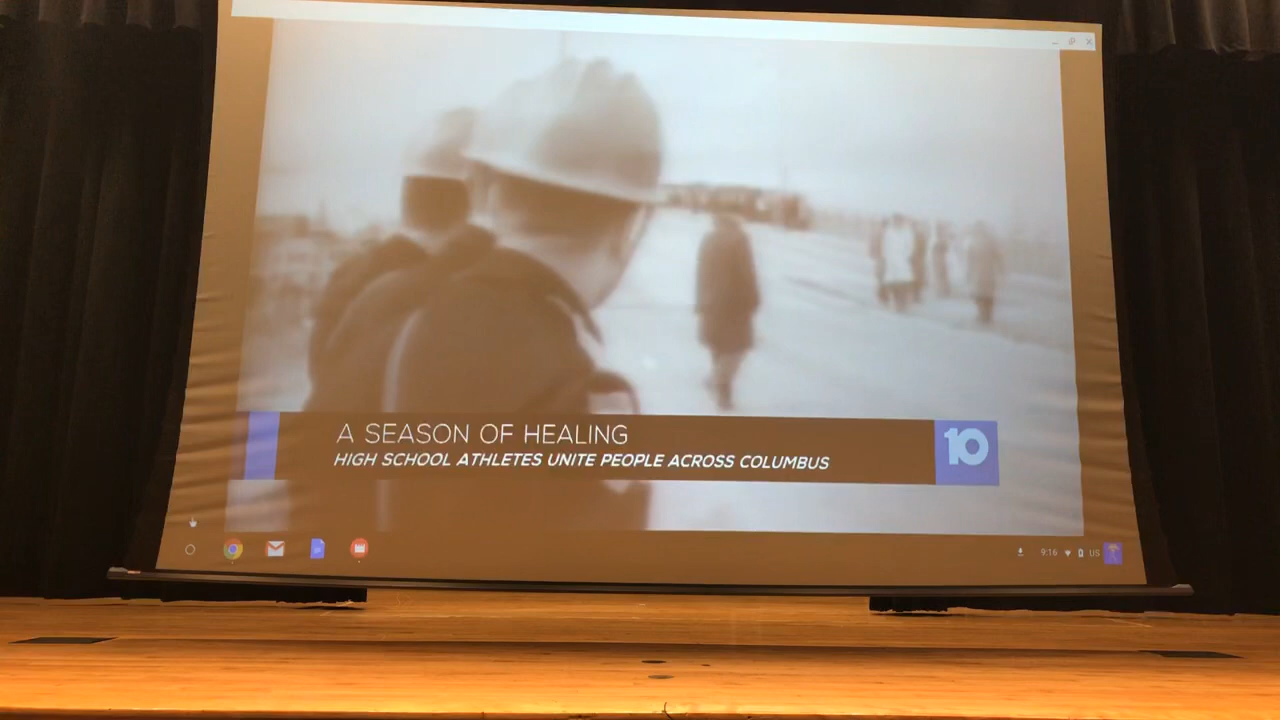 A SEASON OF HEALING
HIGH SCHOOL ATHLETES UNITE PEOPLE ACROSS COLUMBUS
10
9:16
US